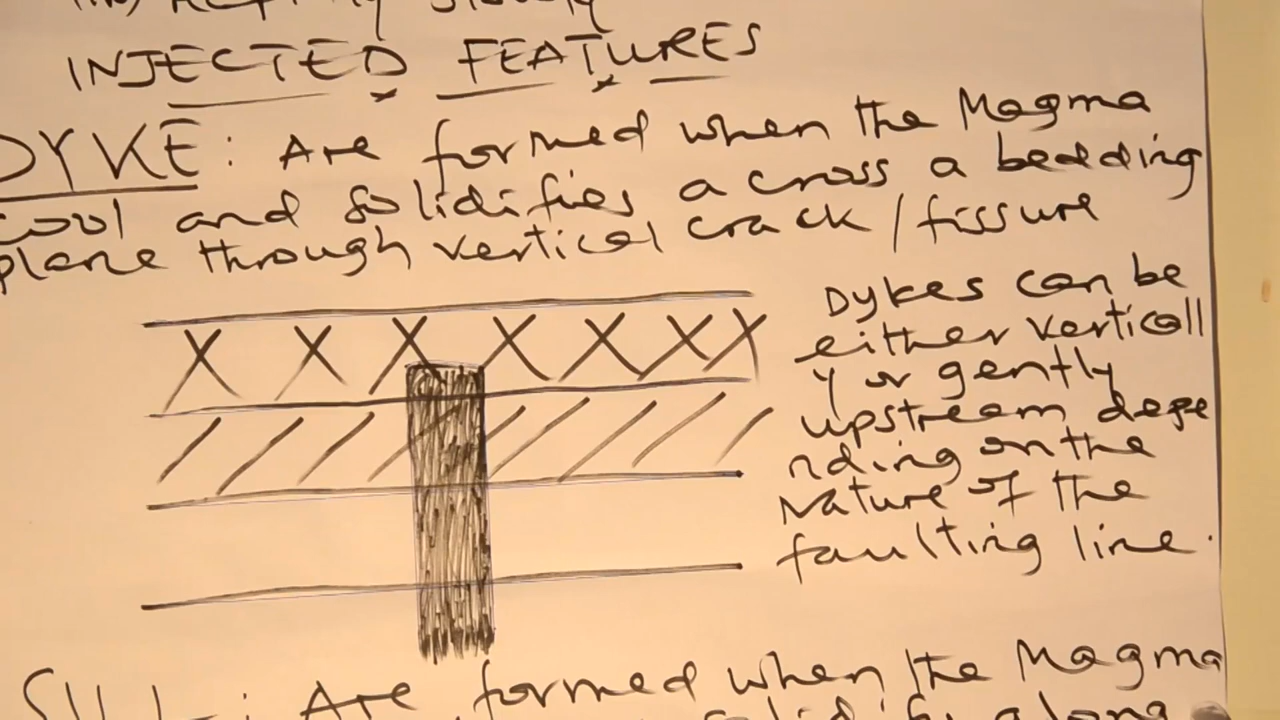 INJECTED FEATURES
DYKE: Are formed when the Magma
cool and solidifies across a bedding
plane through vertical crack/fissure
Dykes can be
either verticall
y or gently
upstream depe
nding on the
Nature of the
faulting line.
SILL: Are formed when the Magma
along